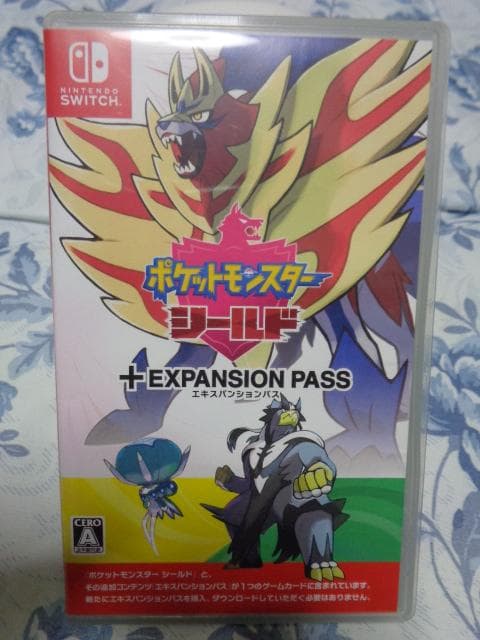 NINTENDO
SWITCH™
ポケットモンスター
シールド
+EXPANSION PASS
エキスパンションパス
CERO
A
「ポケットモンスター シールド」と、
その追加コンテンツ「エキスパンションパス」が1つのゲームカードに含まれています。
新たにエキスパンションパスを購入、ダウンロードしていただく必要はありません。